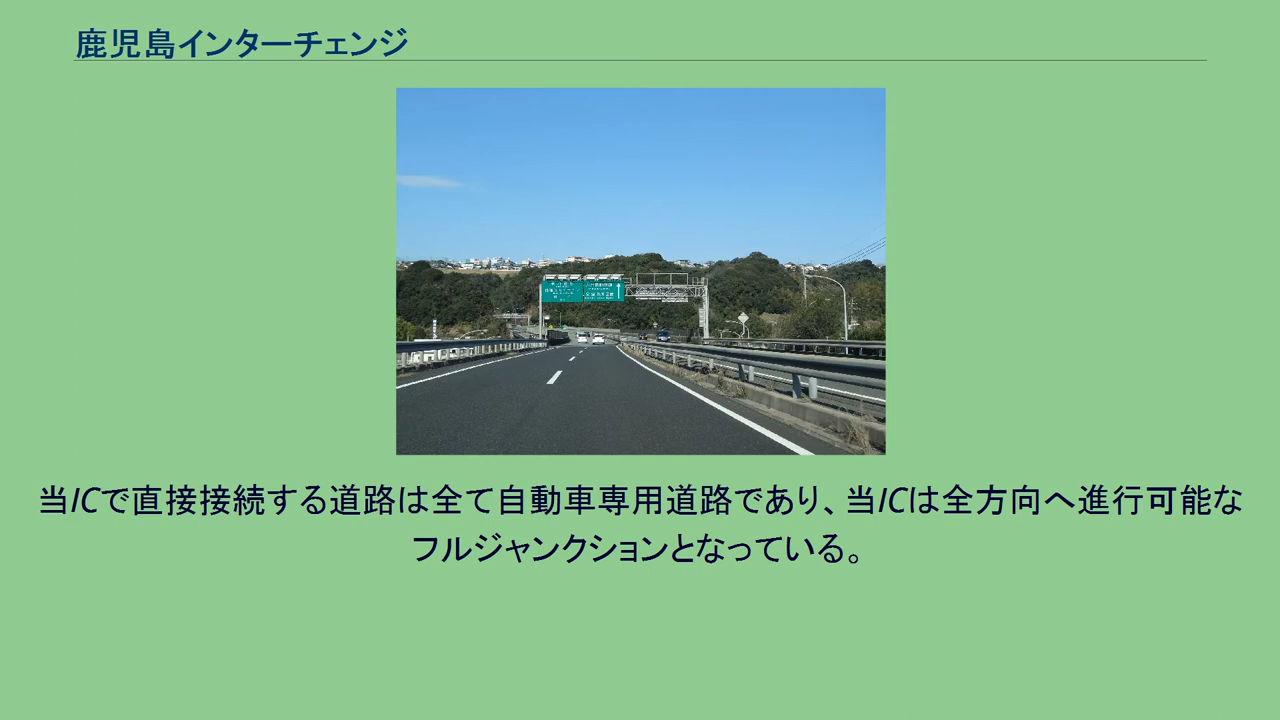 鹿児島インターチェンジ
当ICで直接接続する道路は全て自動車専用道路であり、当ICは全方向へ進行可能な
フルジャンクションとなっている。